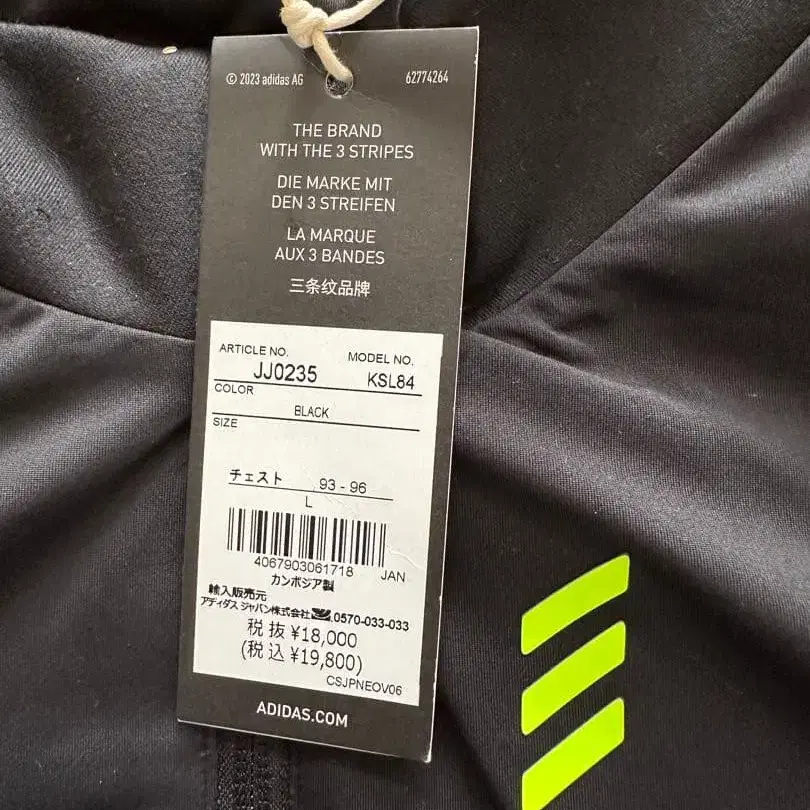 © 2023 adidas AG 62774264
THE BRAND
WITH THE 3 STRIPES
DIE MARKE MIT
DEN 3 STREIFEN
LA MARQUE
AUX 3 BANDES
三条纹品牌
ARTICLE NO. MODEL NO.
JJ0235 KSL84
COLOR
BLACK
SIZE
チェスト 93 - 96
L
4067903061718 JAN
カンボジア製
輸入販売元
アディダス ジャパン株式会社 0570-033-033
税抜 ¥18,000
(税込 ¥19,800)
CSJPNEOV06
ADIDAS.COM